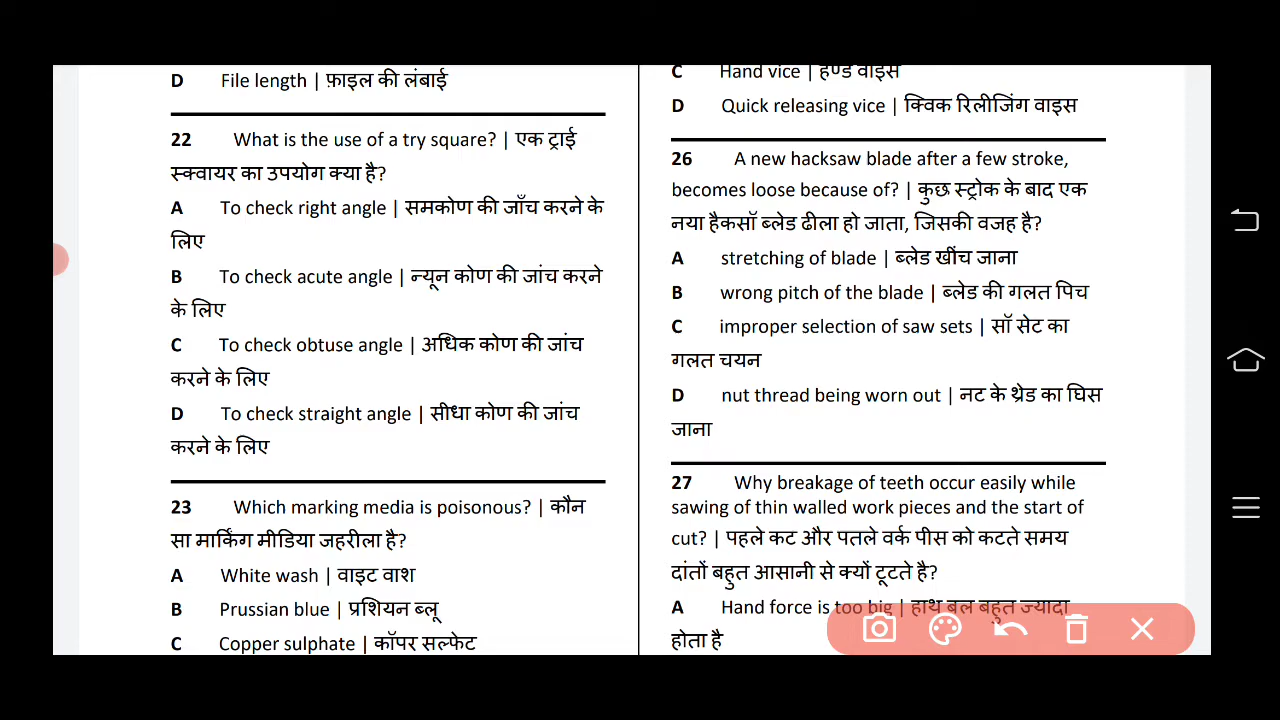 D File length | फ़ाइल की लंबाई
22 What is the use of a try square? | एक ट्राई
स्क्वायर का उपयोग क्या है?
A To check right angle | समकोण की जाँच करने के
लिए
B To check acute angle | न्यून कोण की जांच करने
के लिए
C To check obtuse angle | अधिक कोण की जांच
करने के लिए
D To check straight angle | सीधा कोण की जांच
करने के लिए
23 Which marking media is poisonous? | कौन
सा मार्किंग मीडिया जहरीला है?
A White wash | वाइट वाश
B Prussian blue | प्रशियन ब्लू
C Copper sulphate | कॉपर सल्फेट
C Hand vice | हैण्ड वाइस
D Quick releasing vice | क्विक रिलीजिंग वाइस
26 A new hacksaw blade after a few stroke,
becomes loose because of? | कुछ स्ट्रोक के बाद एक
नया हैकसॉ ब्लेड ढीला हो जाता, जिसकी वजह है?
A stretching of blade | ब्लेड खींच जाना
B wrong pitch of the blade | ब्लेड की गलत पिच
C improper selection of saw sets | सॉ सेट का
गलत चयन
D nut thread being worn out | नट के थ्रेड का घिस
जाना
27 Why breakage of teeth occur easily while
sawing of thin walled work pieces and the start of
cut? | पहले कट और पतले वर्क पीस को कटते समय
दांतों बहुत आसानी से क्यों टूटते है?
A Hand force is too big | हाथ बल बहुत ज्यादा
होता है